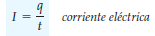 I = q/t corriente eléctrica